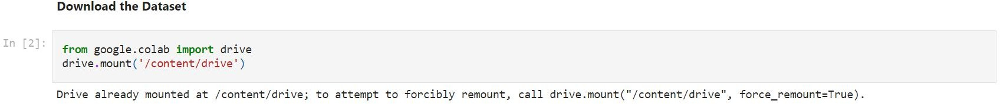 Download the Dataset
In [2]:
from google.colab import drive
drive.mount('/content/drive')
Drive already mounted at /content/drive; to attempt to forcibly remount, call drive.mount("/content/drive", force_remount=True).